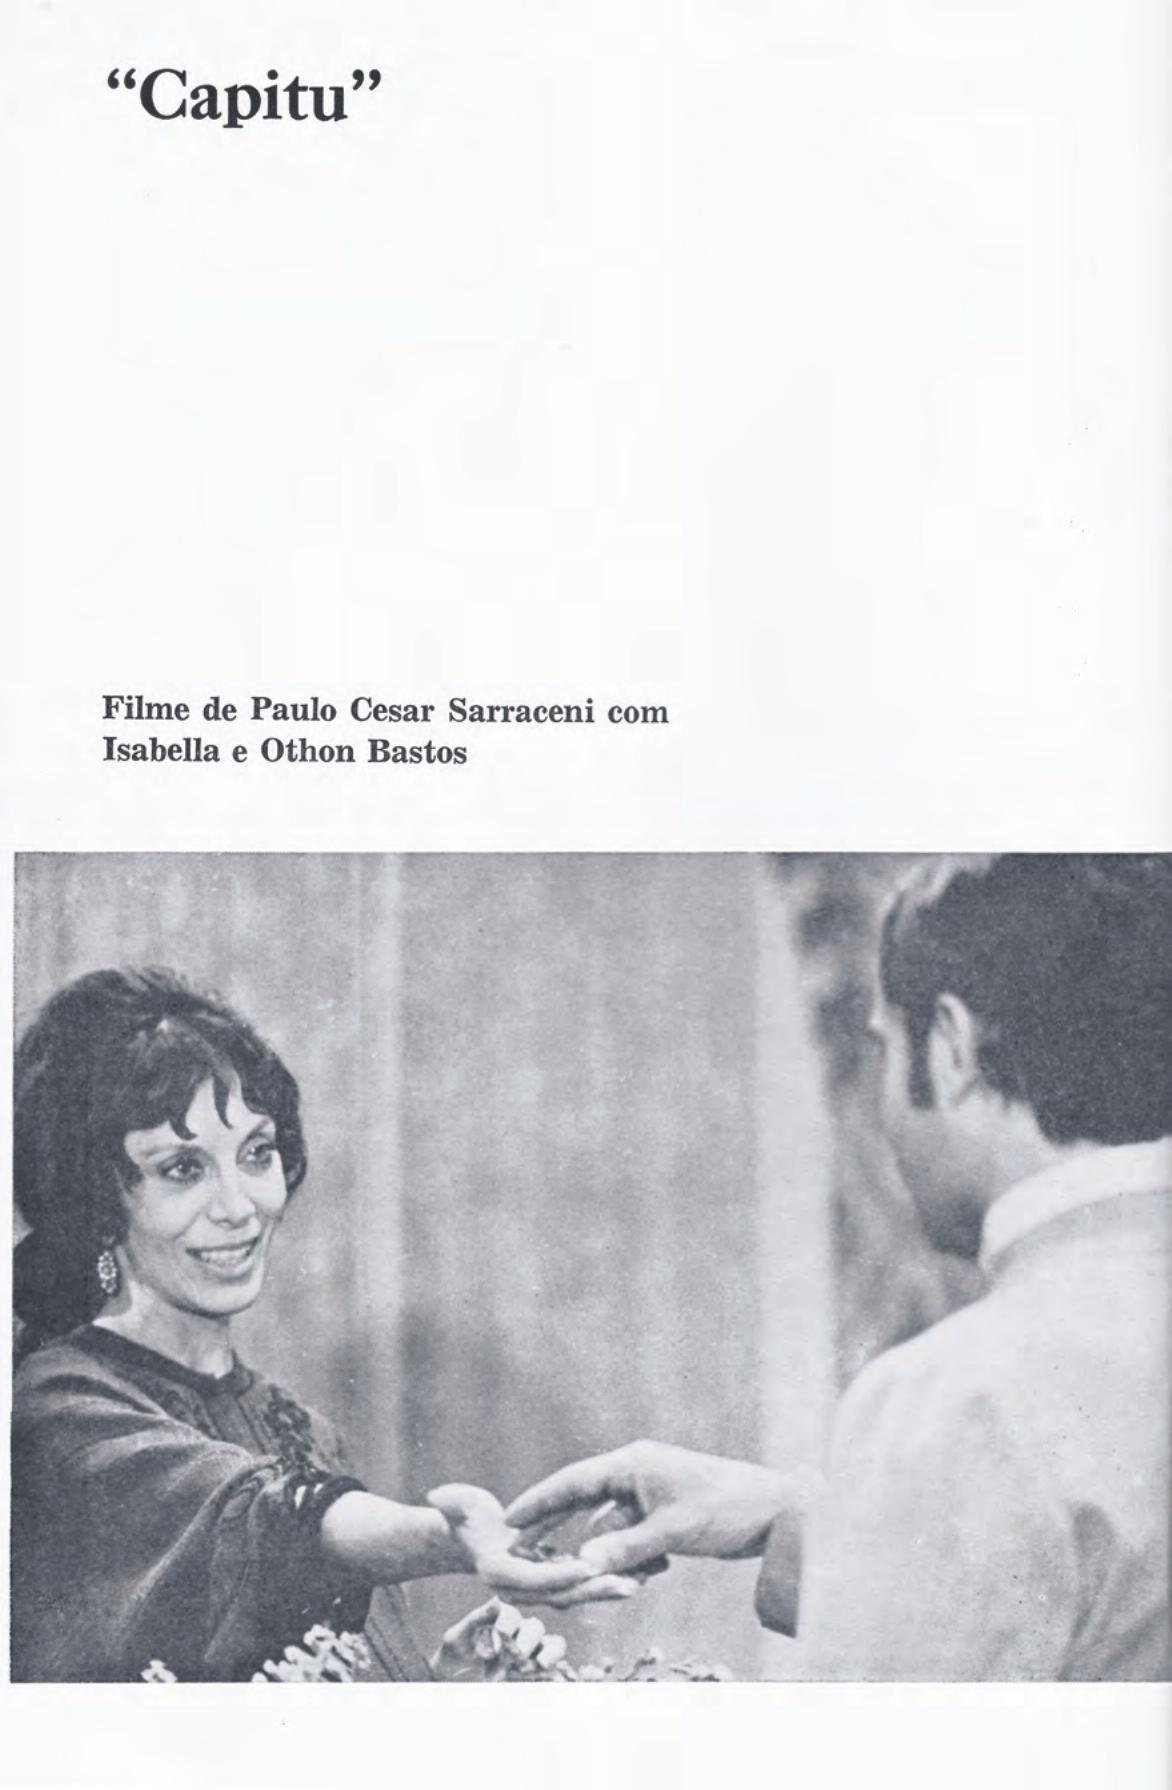 “Capitu”
Filme de Paulo Cesar Sarraceni com
Isabella e Othon Bastos